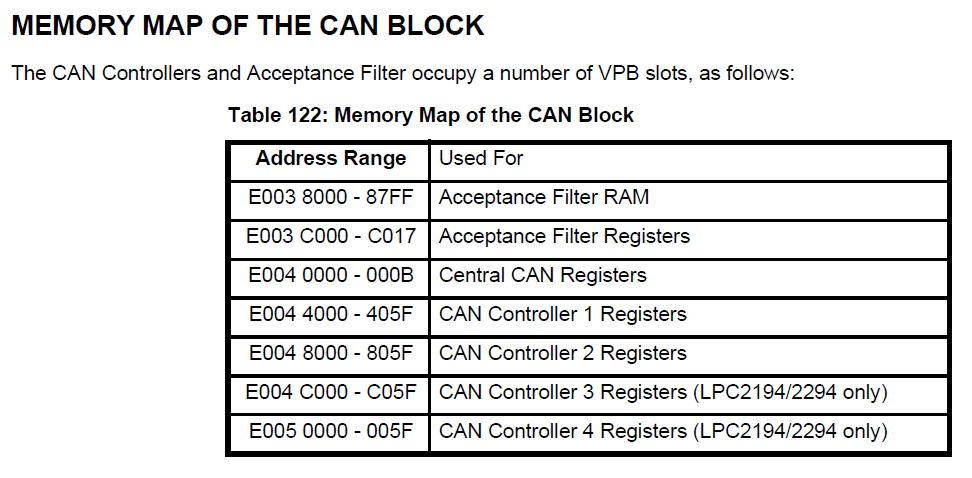 MEMORY MAP OF THE CAN BLOCK
The CAN Controllers and Acceptance Filter occupy a number of VPB slots, as follows:
Table 122: Memory Map of the CAN Block
Address Range Used For
E003 8000 - 87FF Acceptance Filter RAM
E003 C000 - C017 Acceptance Filter Registers
E004 0000 - 000B Central CAN Registers
E004 4000 - 405F CAN Controller 1 Registers
E004 8000 - 805F CAN Controller 2 Registers
E004 C000 - C05F CAN Controller 3 Registers (LPC2194/2294 only)
E005 0000 - 005F CAN Controller 4 Registers (LPC2194/2294 only)